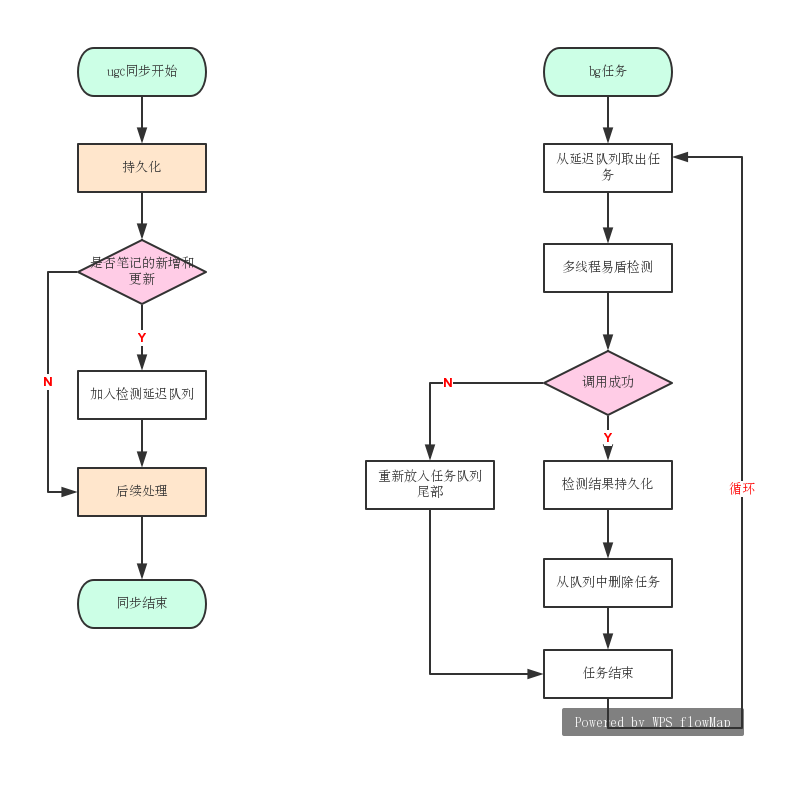 ugc同步开始
持久化
是否笔记的新增和
更新
Y
N
加入检测延迟队列
后续处理
同步结束
bg任务
从延迟队列取出任
务
多线程易盾检测
调用成功
N
Y
重新放入任务队列
尾部
检测结果持久化
循环
从队列中删除任务
任务结束
Powered by WPS flowMap